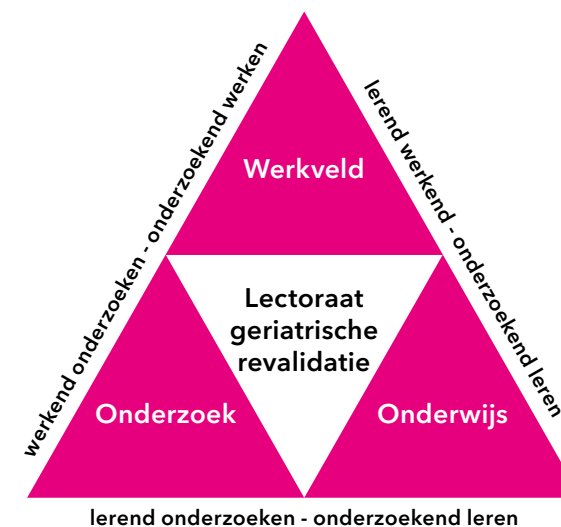 werkend onderzoeken - onderzoekend werken
lerend werkend - onderzoekend leren
Werkveld
Lectoraat
geriatrische
revalidatie
Onderzoek
Onderwijs
lerend onderzoeken - onderzoekend leren